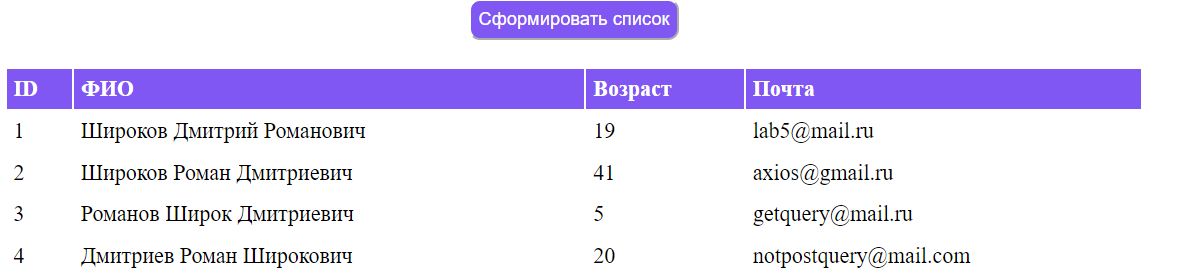 Сформировать список
ID ФИО Возраст Почта
1 Широков Дмитрий Романович 19 lab5@mail.ru
2 Широков Роман Дмитриевич 41 axios@gmail.ru
3 Романов Широк Дмитриевич 5 getquery@mail.ru
4 Дмитриев Роман Широкович 20 notpostquery@mail.com